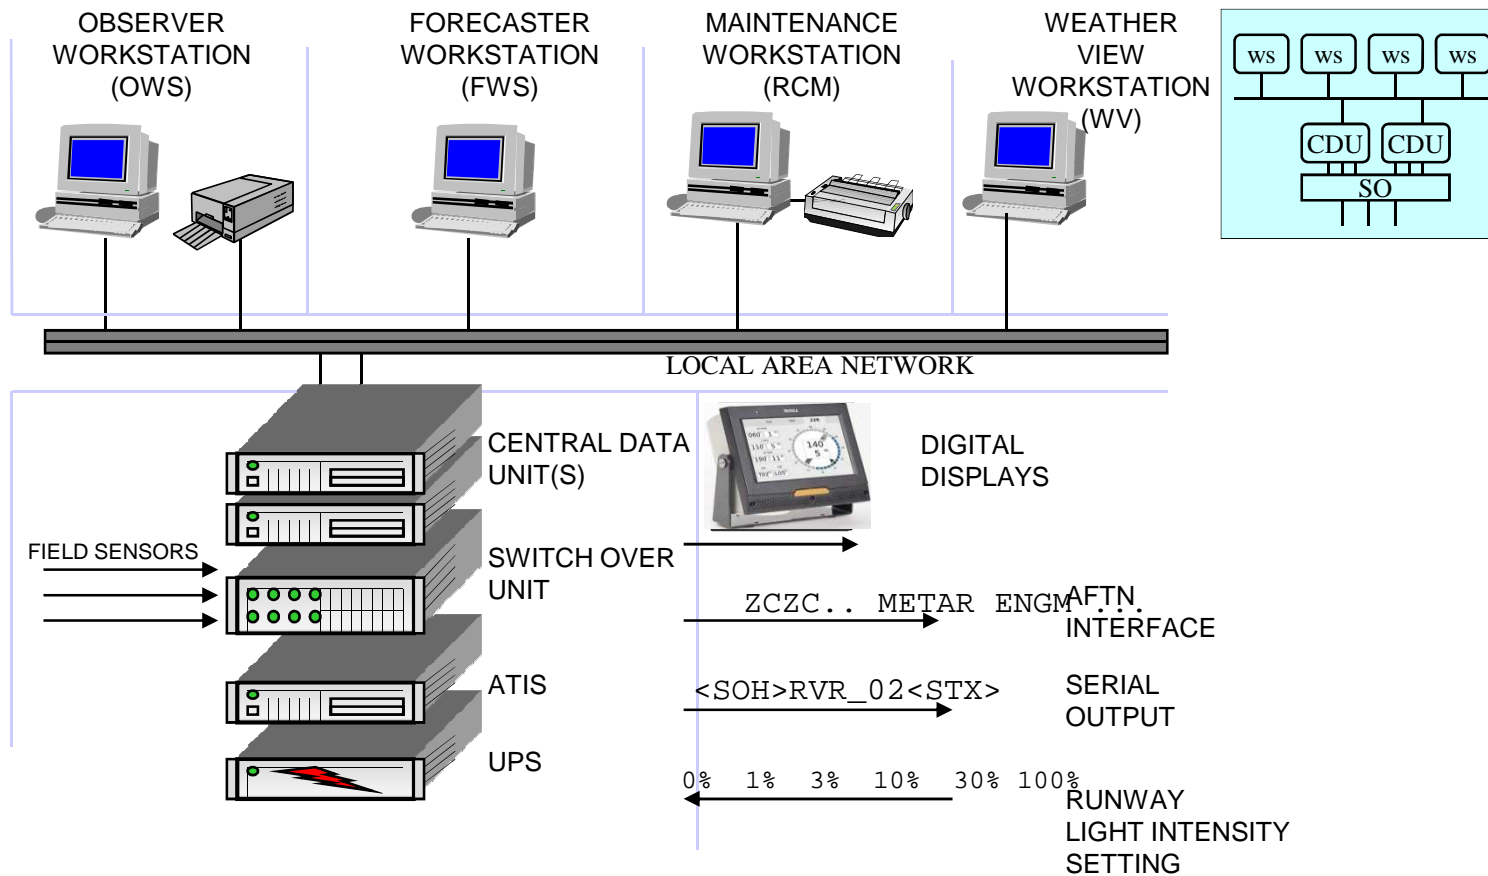 OBSERVER
WORKSTATION
(OWS)
FORECASTER
WORKSTATION
(FWS)
MAINTENANCE
WORKSTATION
(RCM)
WEATHER
VIEW
WORKSTATION
(WV)
ws ws ws ws
CDU CDU
SO
LOCAL AREA NETWORK
CENTRAL DATA
UNIT(S)
FIELD SENSORS
SWITCH OVER
UNIT
ATIS
UPS
140
5
DIGITAL
DISPLAYS
ZCZC.. METAR ENGM ...
AFTN
INTERFACE
<SOH>RVR_02<STX>
SERIAL
OUTPUT
0% 1% 3% 10% 30% 100%
RUNWAY
LIGHT INTENSITY
SETTING